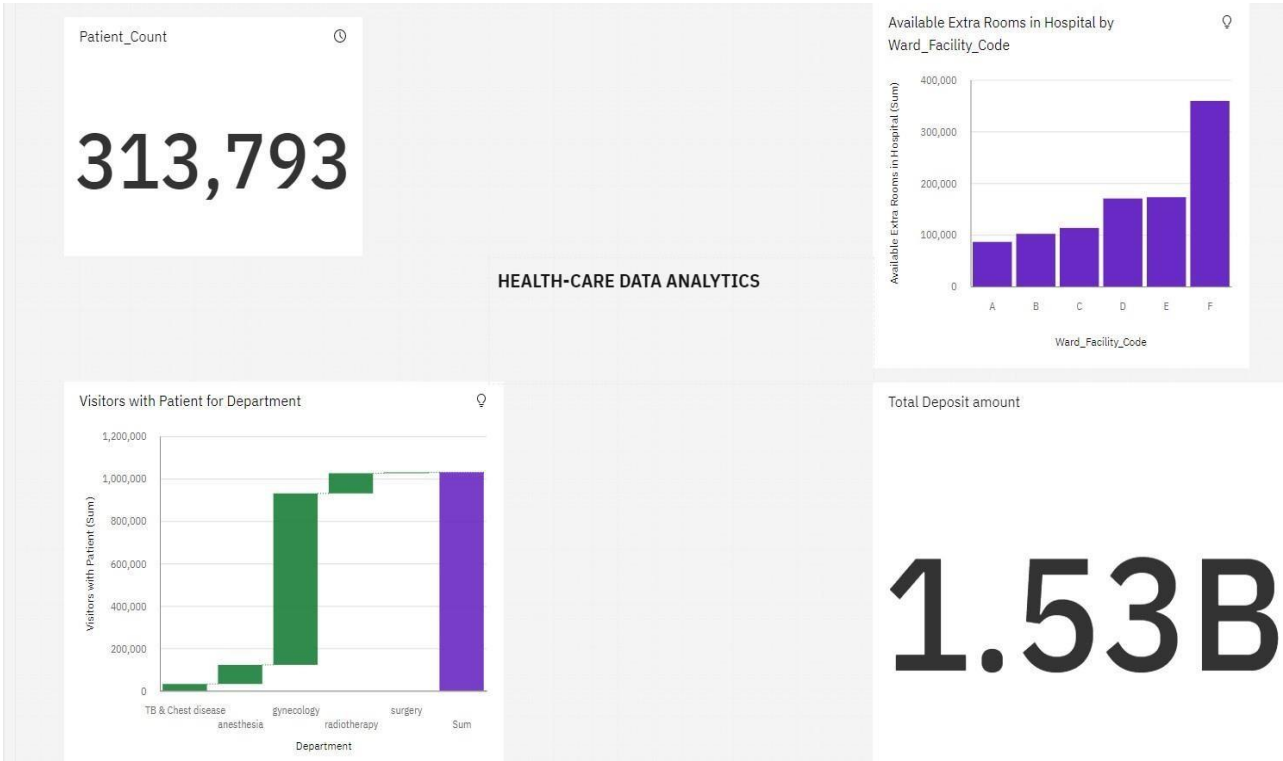 Patient_Count
313,793
Available Extra Rooms in Hospital by
Ward_Facility_Code
Available Extra Rooms in Hospital (Sum)
400,000
300,000
200,000
100,000
0
A B C D E F
Ward_Facility_Code
HEALTH-CARE DATA ANALYTICS
Visitors with Patient for Department
Visitors with Patient (Sum)
1,200,000
1,000,000
800,000
600,000
400,000
200,000
0
TB & Chest disease gynecology surgery
anesthesia radiotherapy Sum
Department
Total Deposit amount
1.53B